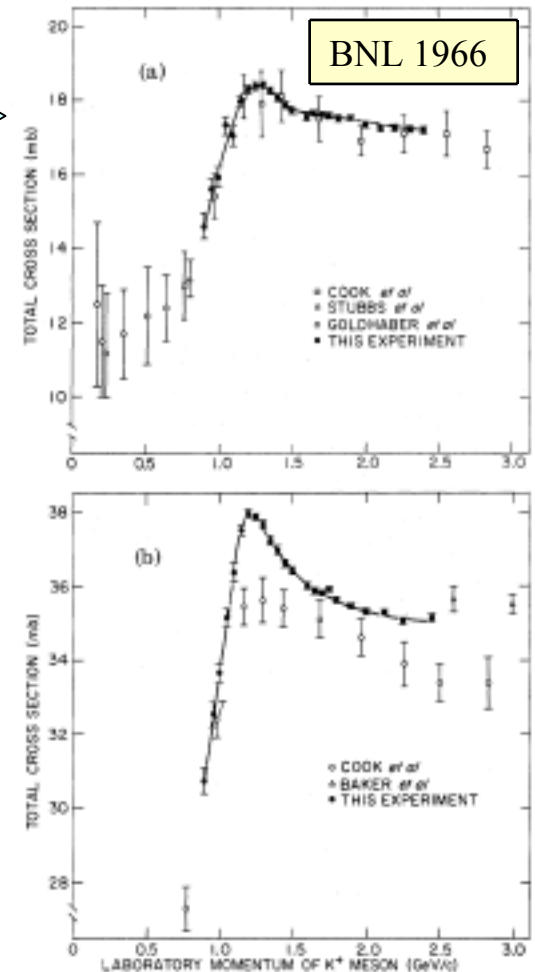 BNL 1966
(a)
20
18
16
14
12
10
0
0.5
1.0
1.5
2.0
2.5
3.0
TOTAL CROSS SECTION (mb)
COOK et al
STUBBS et al
GOLDHABER et al
THIS EXPERIMENT
(b)
38
36
34
32
30
28
0
0.5
1.0
1.5
2.0
2.5
3.0
TOTAL CROSS SECTION (mb)
COOK et al
BAKER et al
THIS EXPERIMENT
LABORATORY MOMENTUM OF K⁺ MESON (GeV/c)